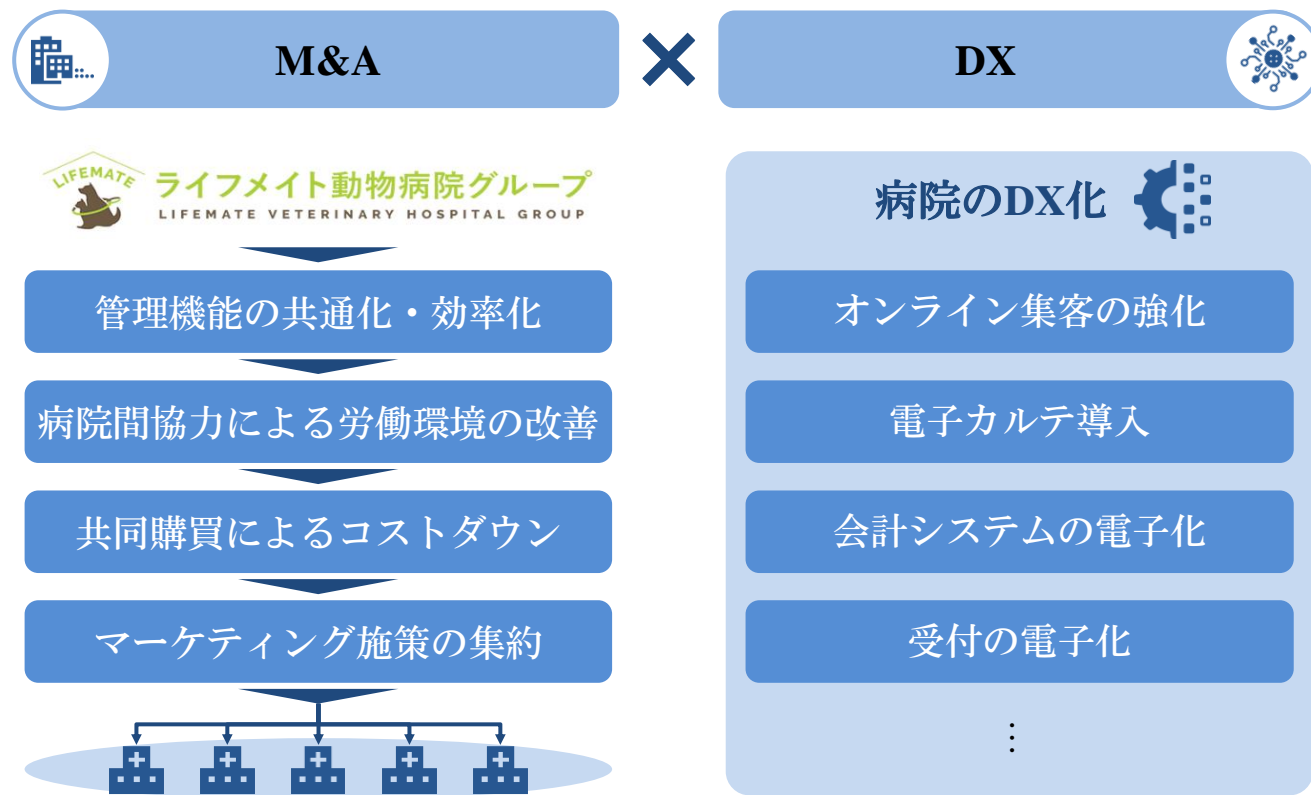 M&A
DX
LIFEMATE
ライフメイト動物病院グループ
LIFEMATE VETERINARY HOSPITAL GROUP
管理機能の共通化・効率化
病院間協力による労働環境の改善
共同購買によるコストダウン
マーケティング施策の集約
病院のDX化
オンライン集客の強化
電子カルテ導入
会計システムの電子化
受付の電子化
⋮